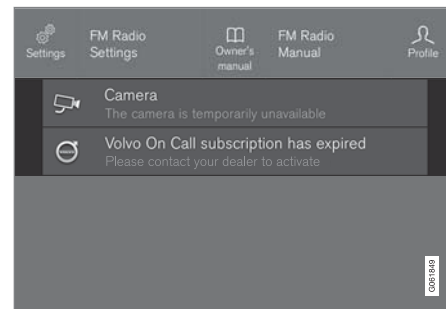 FM Radio
Settings
Settings
Owner's
manual
FM Radio
Manual
Profile
Camera
The camera is temporarily unavailable
Volvo On Call subscription has expired
Please contact your dealer to activate
G061849